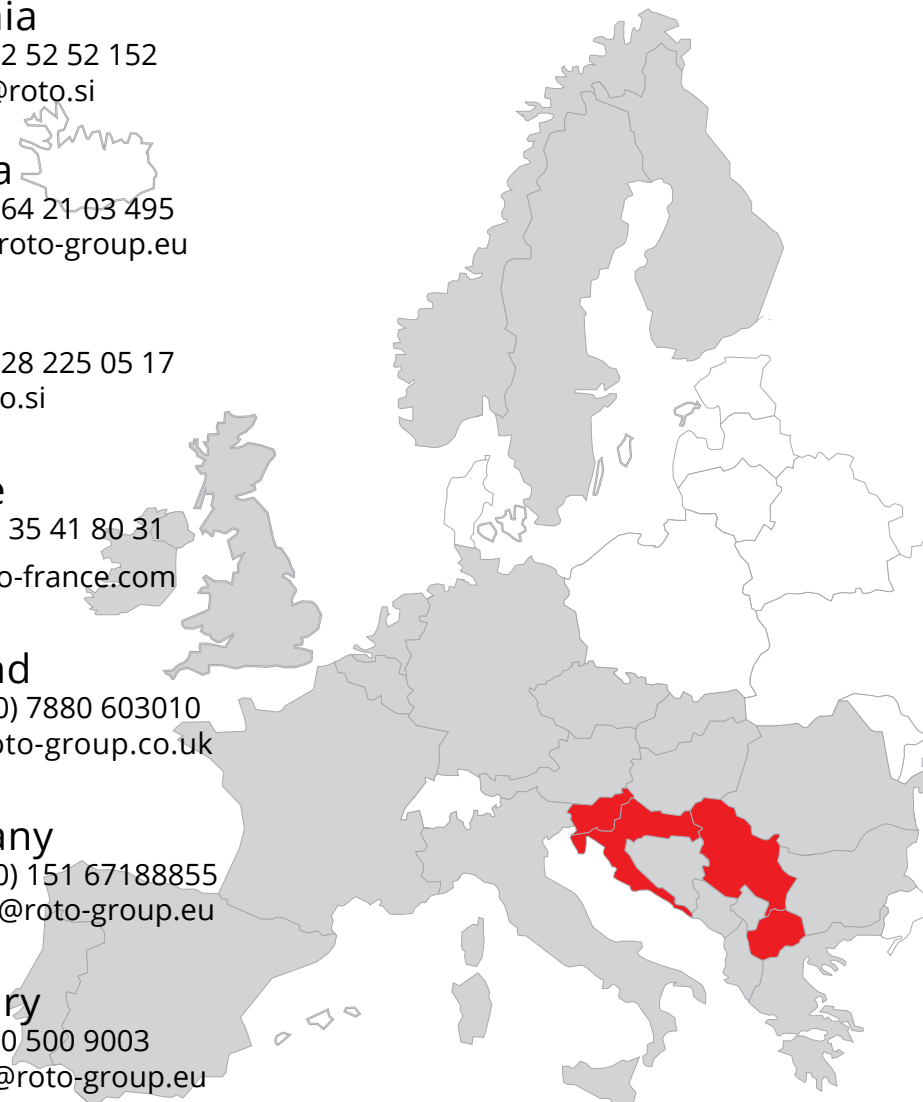 nia
2 52 52 152
@roto.si
a
64 21 03 495
roto-group.eu
28 225 05 17
o.si
e
35 41 80 31
o-france.com
nd
0) 7880 603010
oto-group.co.uk
any
0) 151 67188855
@roto-group.eu
ry
0 500 9003
@roto-group.eu